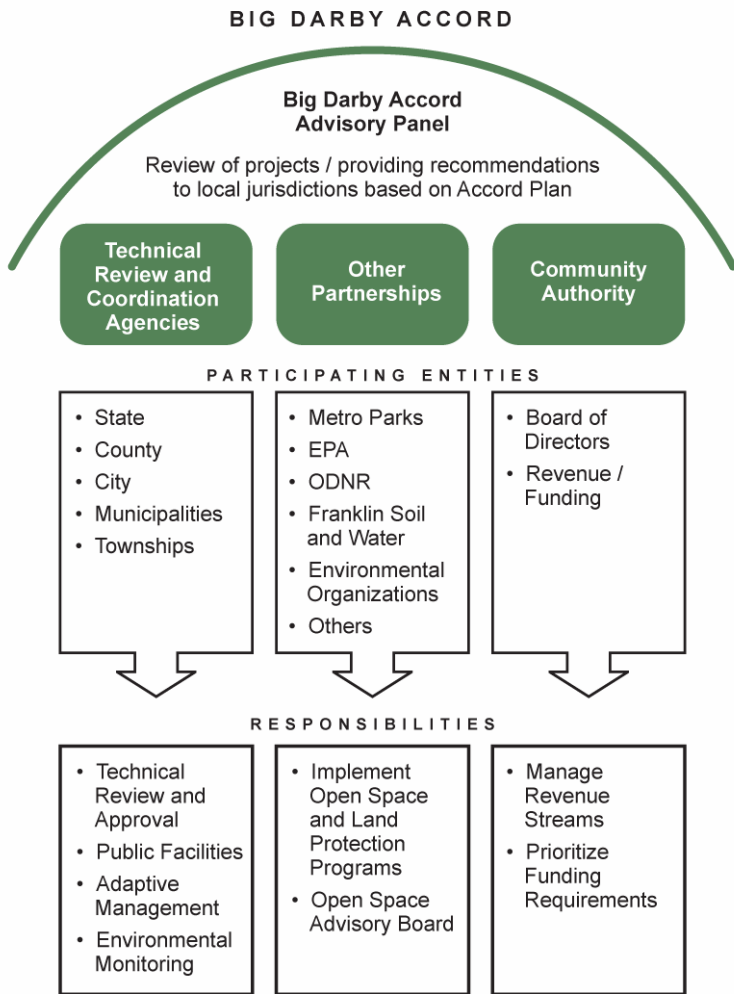 BIG DARBY ACCORD
Big Darby Accord
Advisory Panel
Review of projects / providing recommendations
to local jurisdictions based on Accord Plan
Technical
Review and
Coordination
Agencies
Other
Partnerships
Community
Authority
PARTICIPATING ENTITIES
• State
• County
• City
• Municipalities
• Townships
• Metro Parks
• EPA
• ODNR
• Franklin Soil
and Water
• Environmental
Organizations
• Others
• Board of
Directors
• Revenue /
Funding
RESPONSIBILITIES
• Technical
Review and
Approval
• Public Facilities
• Adaptive
Management
• Environmental
Monitoring
• Implement
Open Space
and Land
Protection
Programs
• Open Space
Advisory Board
• Manage
Revenue
Streams
• Prioritize
Funding
Requirements